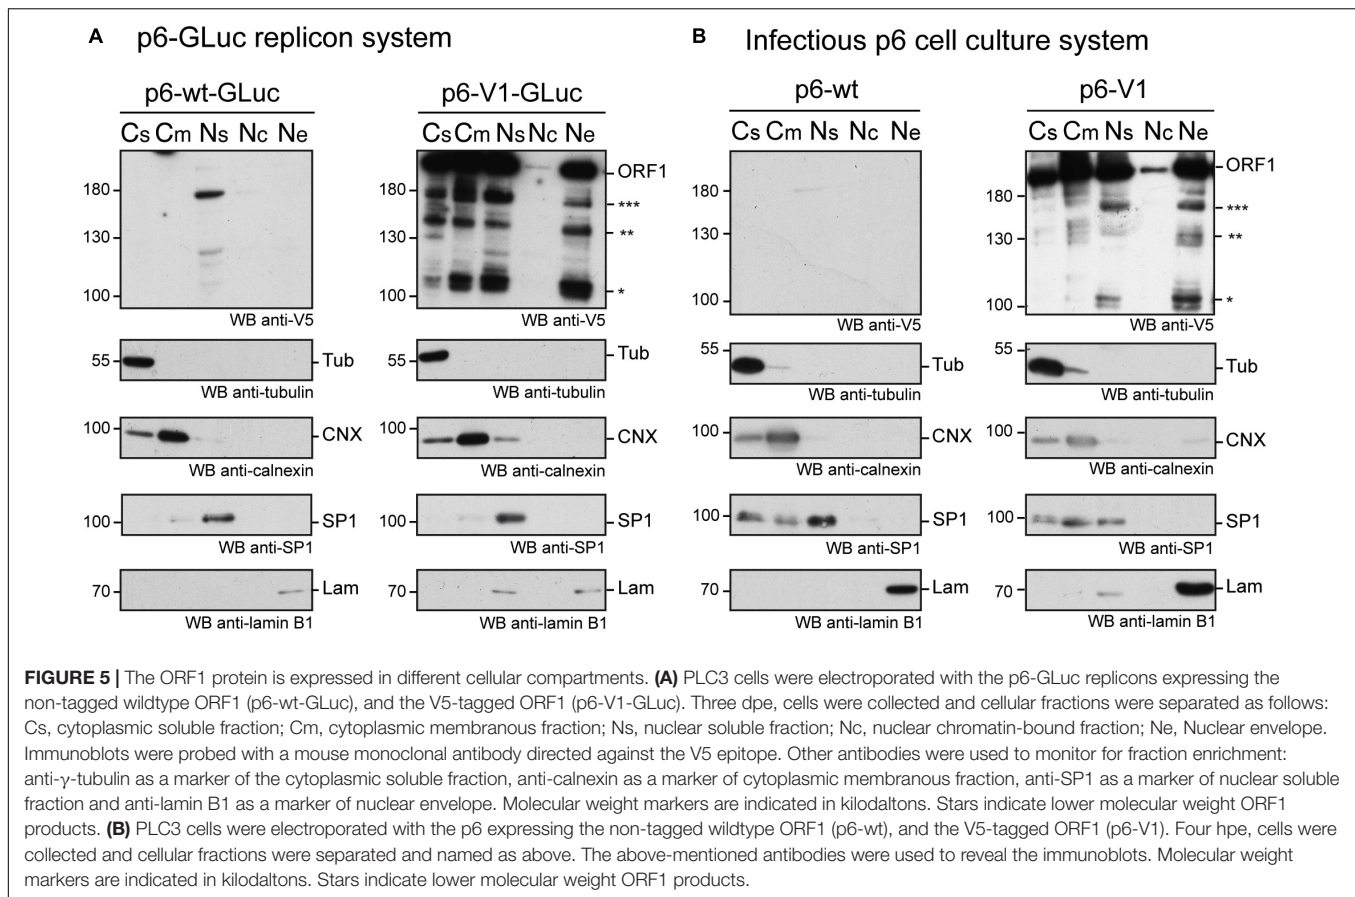 A p6-GLuc replicon system
p6-wt-GLuc
Cs Cm Ns Nc Ne
180
130
100
WB anti-V5
55
Tub
WB anti-tubulin
100
CNX
WB anti-calnexin
100
SP1
WB anti-SP1
70
Lam
WB anti-lamin B1
p6-V1-GLuc
Cs Cm Ns Nc Ne
ORF1
180
***
130
**
100
*
WB anti-V5
55
Tub
WB anti-tubulin
100
CNX
WB anti-calnexin
100
SP1
WB anti-SP1
70
Lam
WB anti-lamin B1
B Infectious p6 cell culture system
p6-wt
Cs Cm Ns Nc Ne
180
130
100
WB anti-V5
55
Tub
WB anti-tubulin
100
CNX
WB anti-calnexin
100
SP1
WB anti-SP1
70
Lam
WB anti-lamin B1
p6-V1
Cs Cm Ns Nc Ne
ORF1
180
***
130
**
100
*
WB anti-V5
55
Tub
WB anti-tubulin
100
CNX
WB anti-calnexin
100
SP1
WB anti-SP1
70
Lam
WB anti-lamin B1
FIGURE 5 | The ORF1 protein is expressed in different cellular compartments. (A) PLC3 cells were electroporated with the p6-GLuc replicons expressing the
non-tagged wildtype ORF1 (p6-wt-GLuc), and the V5-tagged ORF1 (p6-V1-GLuc). Three dpe, cells were collected and cellular fractions were separated as follows:
Cs, cytoplasmic soluble fraction; Cm, cytoplasmic membranous fraction; Ns, nuclear soluble fraction; Nc, nuclear chromatin-bound fraction; Ne, Nuclear envelope.
Immunoblots were probed with a mouse monoclonal antibody directed against the V5 epitope. Other antibodies were used to monitor for fraction enrichment:
anti-γ-tubulin as a marker of the cytoplasmic soluble fraction, anti-calnexin as a marker of cytoplasmic membranous fraction, anti-SP1 as a marker of nuclear soluble
fraction and anti-lamin B1 as a marker of nuclear envelope. Molecular weight markers are indicated in kilodaltons. Stars indicate lower molecular weight ORF1
products. (B) PLC3 cells were electroporated with the p6 expressing the non-tagged wildtype ORF1 (p6-wt), and the V5-tagged ORF1 (p6-V1). Four hpe, cells were
collected and cellular fractions were separated and named as above. The above-mentioned antibodies were used to reveal the immunoblots. Molecular weight
markers are indicated in kilodaltons. Stars indicate lower molecular weight ORF1 products.